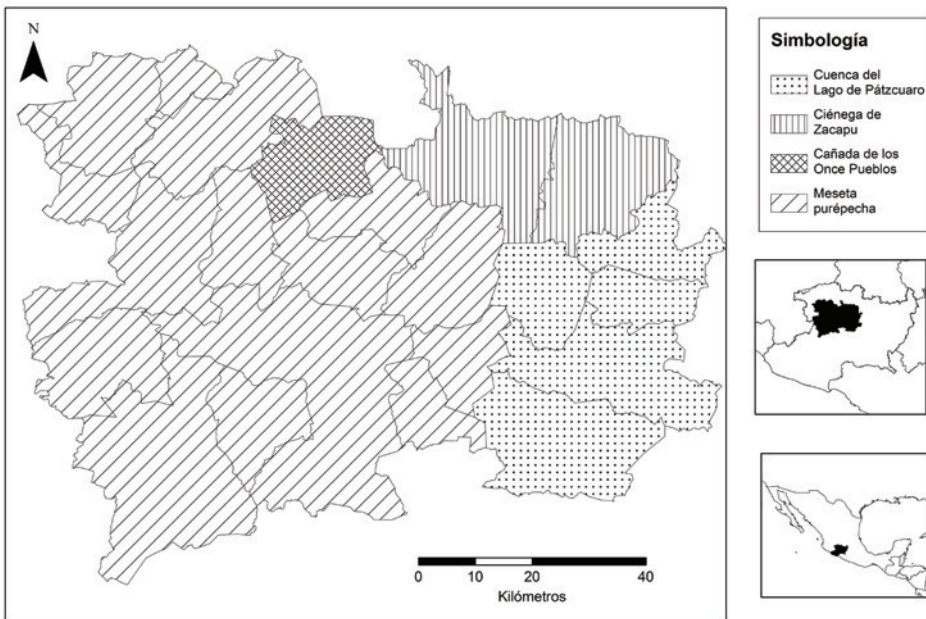 N
Simbología
Cuenca del
Lago de Pátzcuaro
Ciénega de
Zacapu
Cañada de los
Once Pueblos
Meseta
purépecha
0 10 20 40
Kilómetros